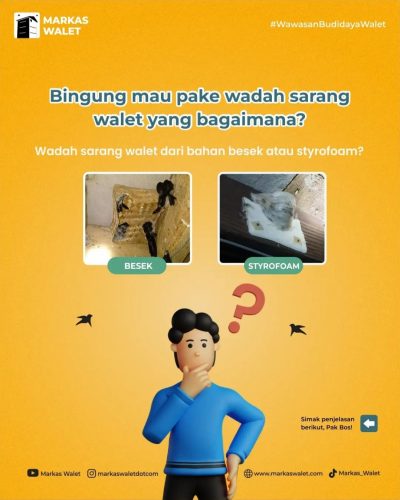 MARKAS
WALET
#WawasanBudidayaWalet
Bingung mau pake wadah sarang
walet yang bagaimana?
Wadah sarang walet dari bahan besek atau styrofoam?
BESEK
STYROFOAM
?
Simak penjelasan
berikut, Pak Bos!
Markas Walet
markaswaletdotcom
www.markaswalet.com
Markas_Walet